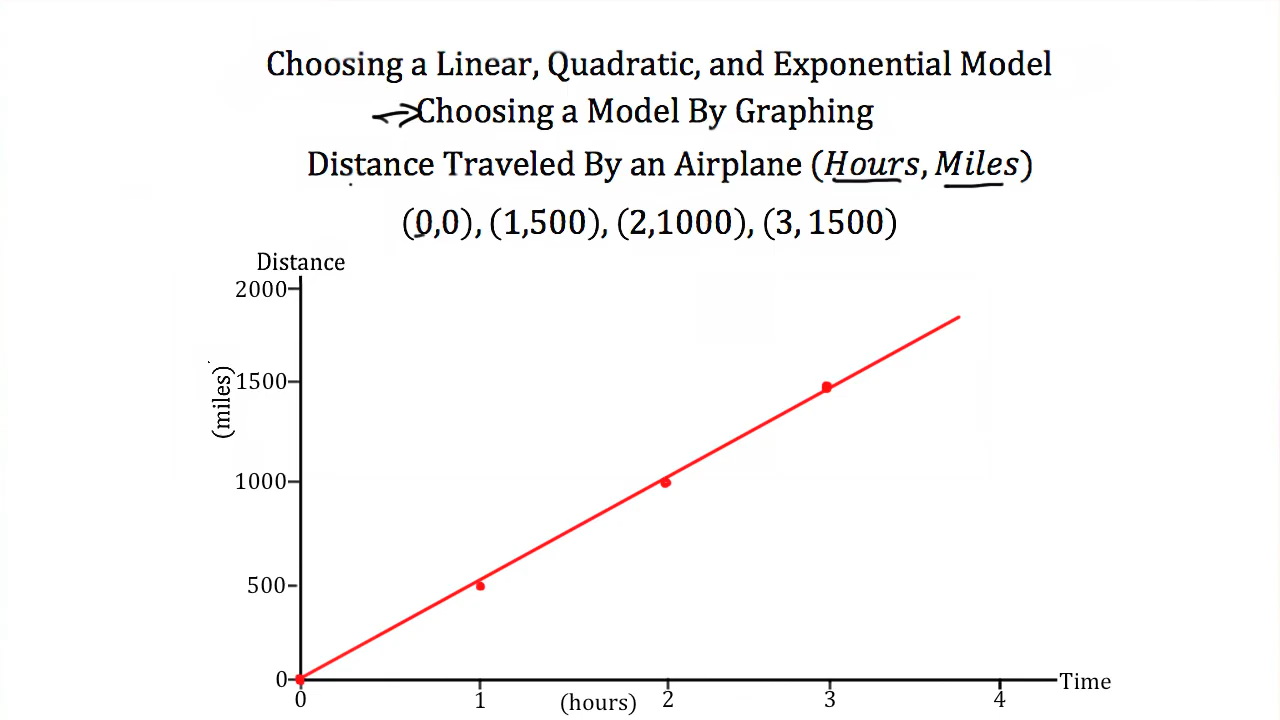 Choosing a Linear, Quadratic, and Exponential Model
Choosing a Model By Graphing
Distance Traveled By an Airplane (Hours, Miles)
(0,0), (1,500), (2,1000), (3, 1500)
Distance
(miles)
2000
1500
1000
500
0
0 1 (hours) 2 3 4 Time